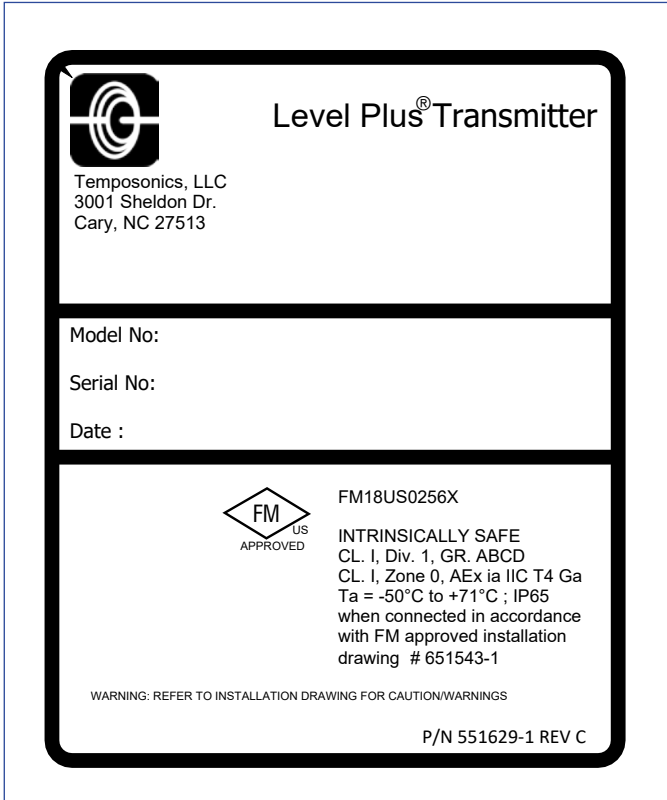 Level Plus® Transmitter
Temposonics, LLC
3001 Sheldon Dr.
Cary, NC 27513
Model No:
Serial No:
Date :
FM
US
APPROVED
FM18US0256X
INTRINSICALLY SAFE
CL. I, Div. 1, GR. ABCD
CL. I, Zone 0, AEx ia IIC T4 Ga
Ta = -50°C to +71°C ; IP65
when connected in accordance
with FM approved installation
drawing # 651543-1
WARNING: REFER TO INSTALLATION DRAWING FOR CAUTION/WARNINGS
P/N 551629-1 REV C